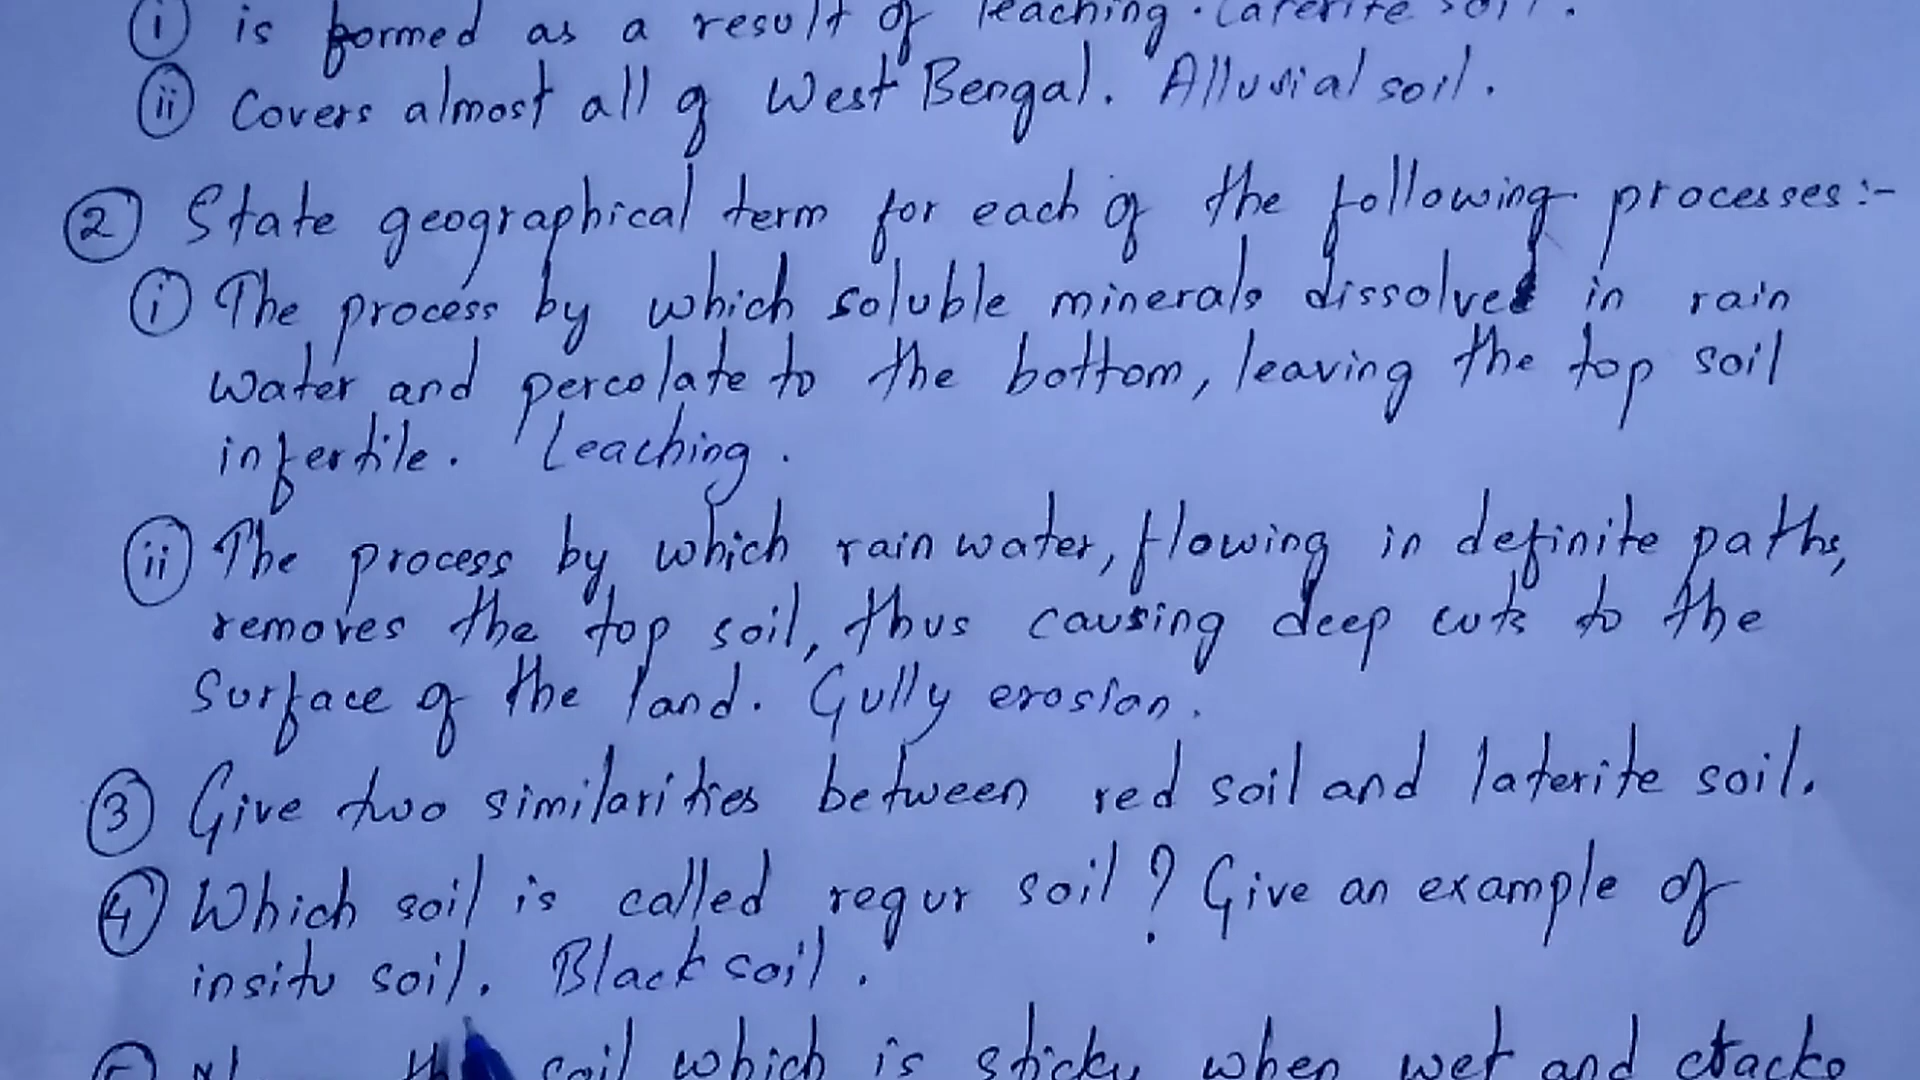 (i) is formed as a result of leaching. Laterite soil.
(ii) Covers almost all of West Bengal. Alluvial soil.
(2) State geographical term for each of the following processes:-
(i) The process by which soluble minerals dissolved in rain
water and percolate to the bottom, leaving the top soil
infertile. Leaching.
(ii) The process by which rain water, flowing in definite paths,
removes the top soil, thus causing deep cuts to the
surface of the land. Gully erosion.
(3) Give two similarities between red soil and laterite soil.
(4) Which soil is called regur soil? Give an example of
insitu soil. Black soil.
soil which is sticky when wet and cracks